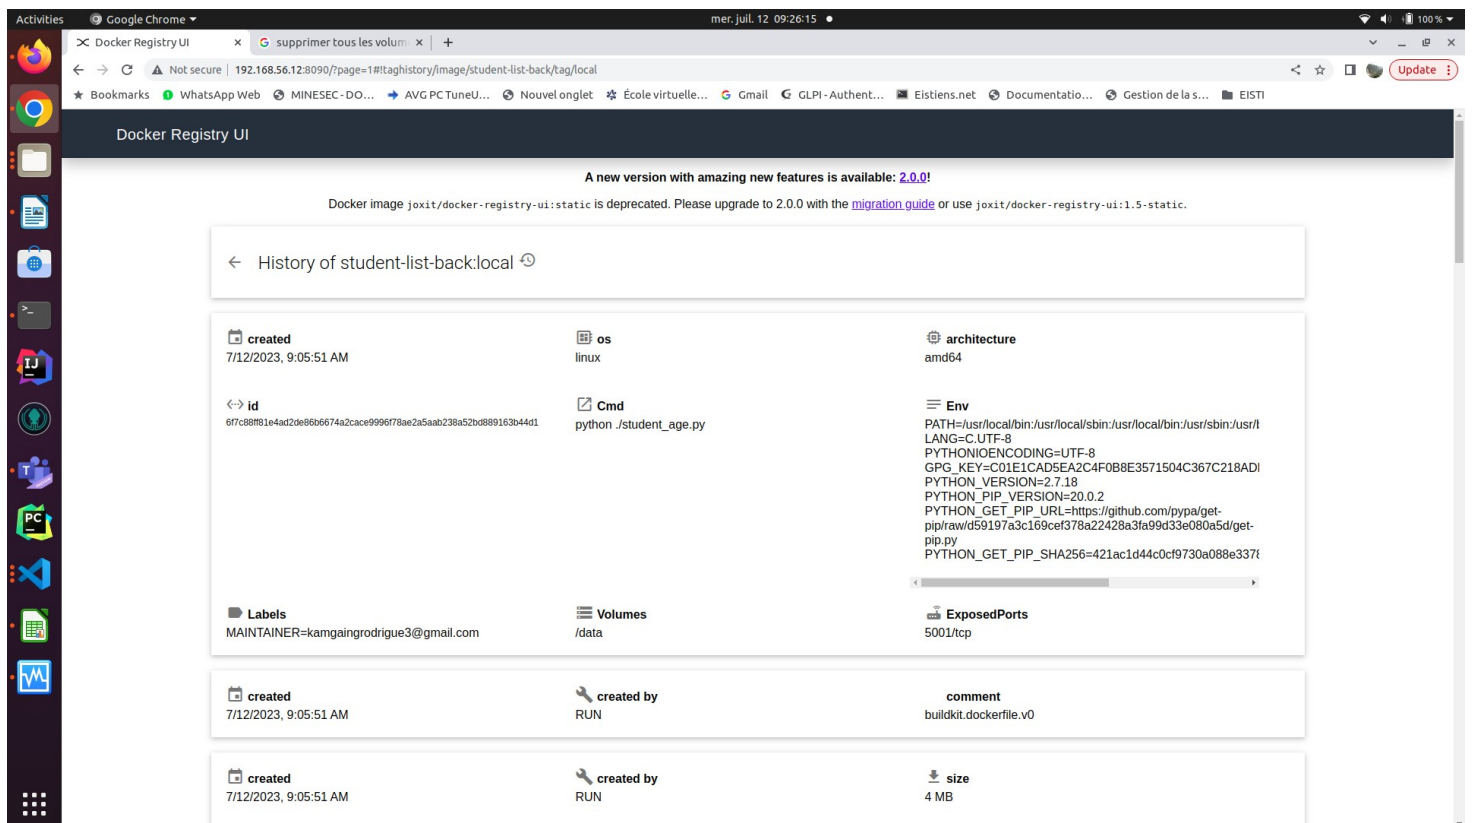 Activities Google Chrome mer. juil. 12 09:26:15 100 %
Docker Registry UI × supprimer tous les volum × +
Not secure 192.168.56.12:8090/?page=1#!taghistory/image/student-list-back/tag/local Update
Bookmarks WhatsApp Web MINESEC - DO... AVG PC TuneU... Nouvel onglet École virtuelle... Gmail GLPI - Authent... Eistiens.net Documentatio... Gestion de la s... EISTI
Docker Registry UI
A new version with amazing new features is available: 2.0.0!
Docker image joxit/docker-registry-ui:static is deprecated. Please upgrade to 2.0.0 with the migration guide or use joxit/docker-registry-ui:1.5-static.
History of student-list-back:local
created os architecture
7/12/2023, 9:05:51 AM linux amd64
id Cmd Env
6f7c88ff81e4ad2de86b6674a2cace9996f78ae2a5aab238a52bd889163b44d1 python ./student_age.py PATH=/usr/local/bin:/usr/local/sbin:/usr/local/bin:/usr/sbin:/usr/b
LANG=C.UTF-8
PYTHONIOENCODING=UTF-8
GPG_KEY=C01E1CAD5EA2C4F0B8E3571504C367C218ADI
PYTHON_VERSION=2.7.18
PYTHON_PIP_VERSION=20.0.2
PYTHON_GET_PIP_URL=https://github.com/pypa/get-
pip/raw/d59197a3c169cef378a22428a3fa99d33e080a5d/get-
pip.py
PYTHON_GET_PIP_SHA256=421ac1d44c0cf9730a088e3378
Labels Volumes ExposedPorts
MAINTAINER=kamgaingrodrigue3@gmail.com /data 5001/tcp
created created by comment
7/12/2023, 9:05:51 AM RUN buildkit.dockerfile.v0
created created by size
7/12/2023, 9:05:51 AM RUN 4 MB